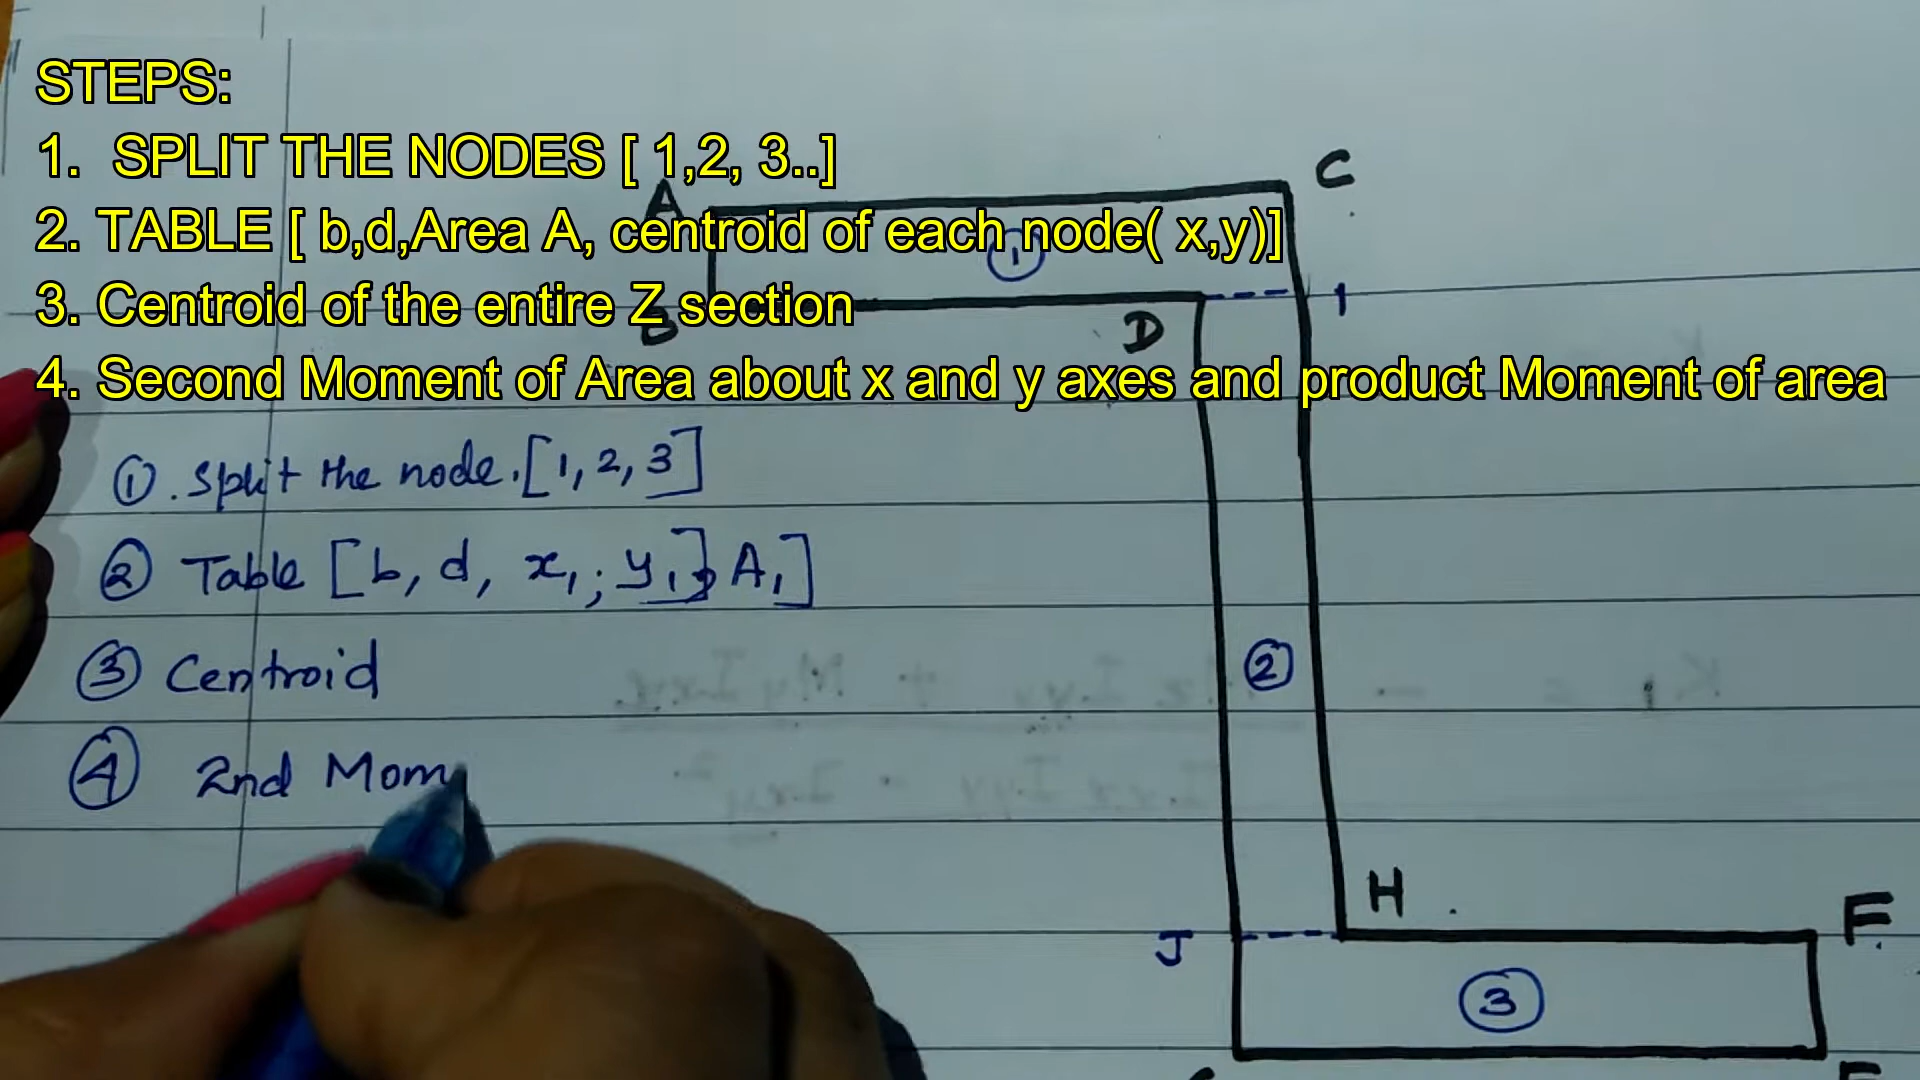 STEPS:
1. SPLIT THE NODES [ 1,2, 3..]
2. TABLE [ b,d,Area A, centroid of each node( x,y)]
3. Centroid of the entire Z section
4. Second Moment of Area about x and y axes and product Moment of area
A
C
1
B
D
1
① . Split the node. [1, 2, 3]
② Table [b, d, x₁; y₁], A₁]
③ Centroid
④ 2nd Mom
2
H
F
J
3